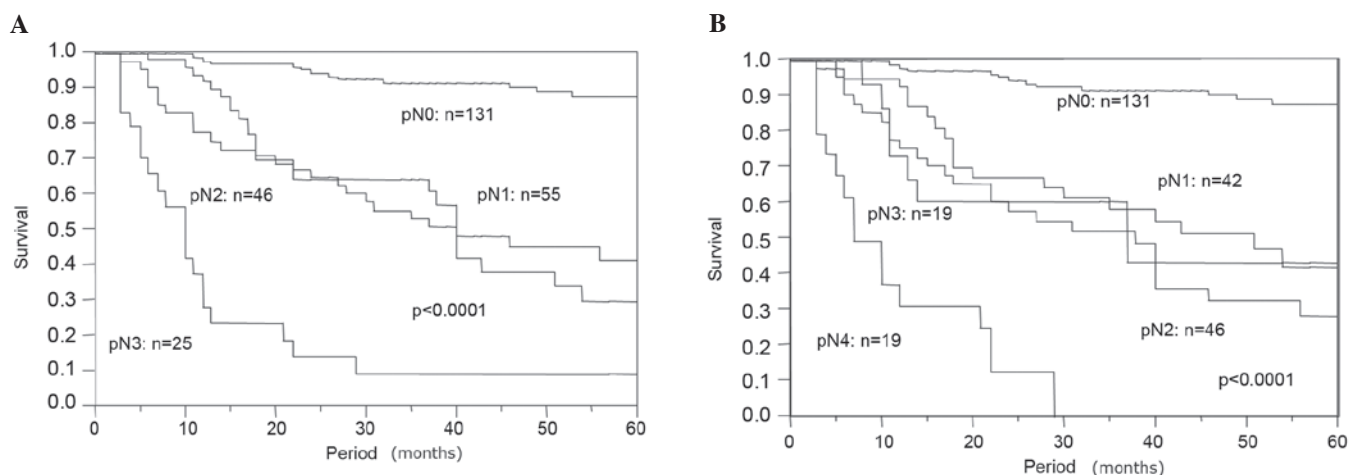 A
1.0
0.9
0.8
0.7
0.6
0.5
0.4
0.3
0.2
0.1
0.0
Survival
pN0: n=131
pN2: n=46
pN1: n=55
p<0.0001
pN3: n=25
0 10 20 30 40 50 60
Period (months)
B
1.0
0.9
0.8
0.7
0.6
0.5
0.4
0.3
0.2
0.1
0.0
Survival
pN0: n=131
pN1: n=42
pN3: n=19
pN2: n=46
pN4: n=19
p<0.0001
0 10 20 30 40 50 60
Period (months)